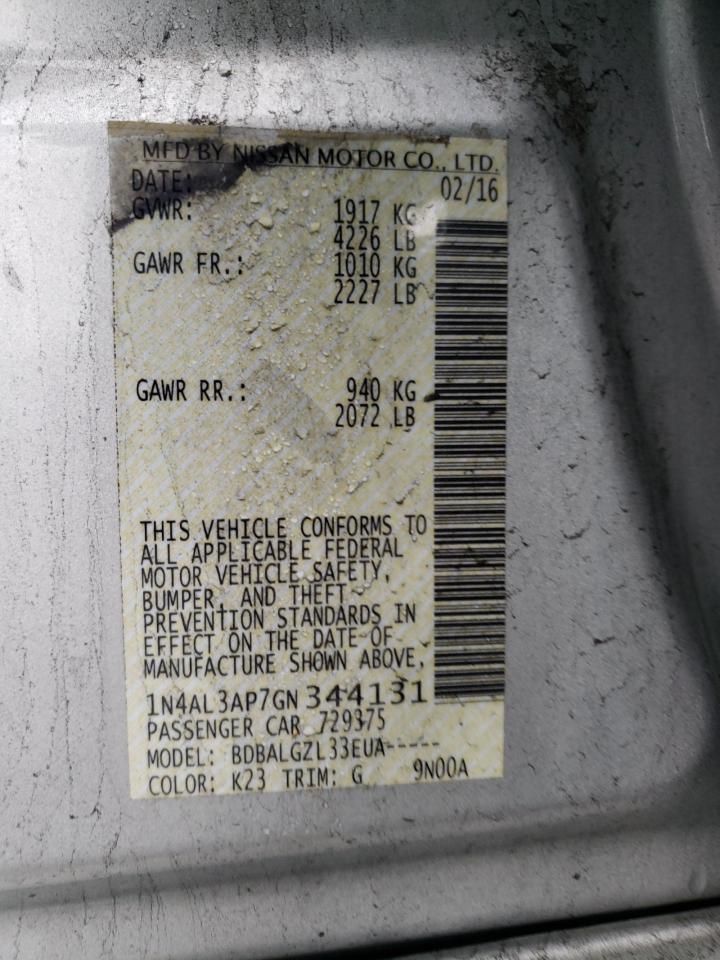 MFD BY NISSAN MOTOR CO., LTD.
DATE: 02/16
GVWR: 1917 KG
4226 LB
GAWR FR.: 1010 KG
2227 LB
GAWR RR.: 940 KG
2072 LB
THIS VEHICLE CONFORMS TO
ALL APPLICABLE FEDERAL
MOTOR VEHICLE SAFETY,
BUMPER, AND THEFT
PREVENTION STANDARDS IN
EFFECT ON THE DATE OF
MANUFACTURE SHOWN ABOVE.
1N4AL3AP7GN344131
PASSENGER CAR 729375
MODEL: BDBALGZL33EUA-----
COLOR: K23 TRIM: G 9N00A